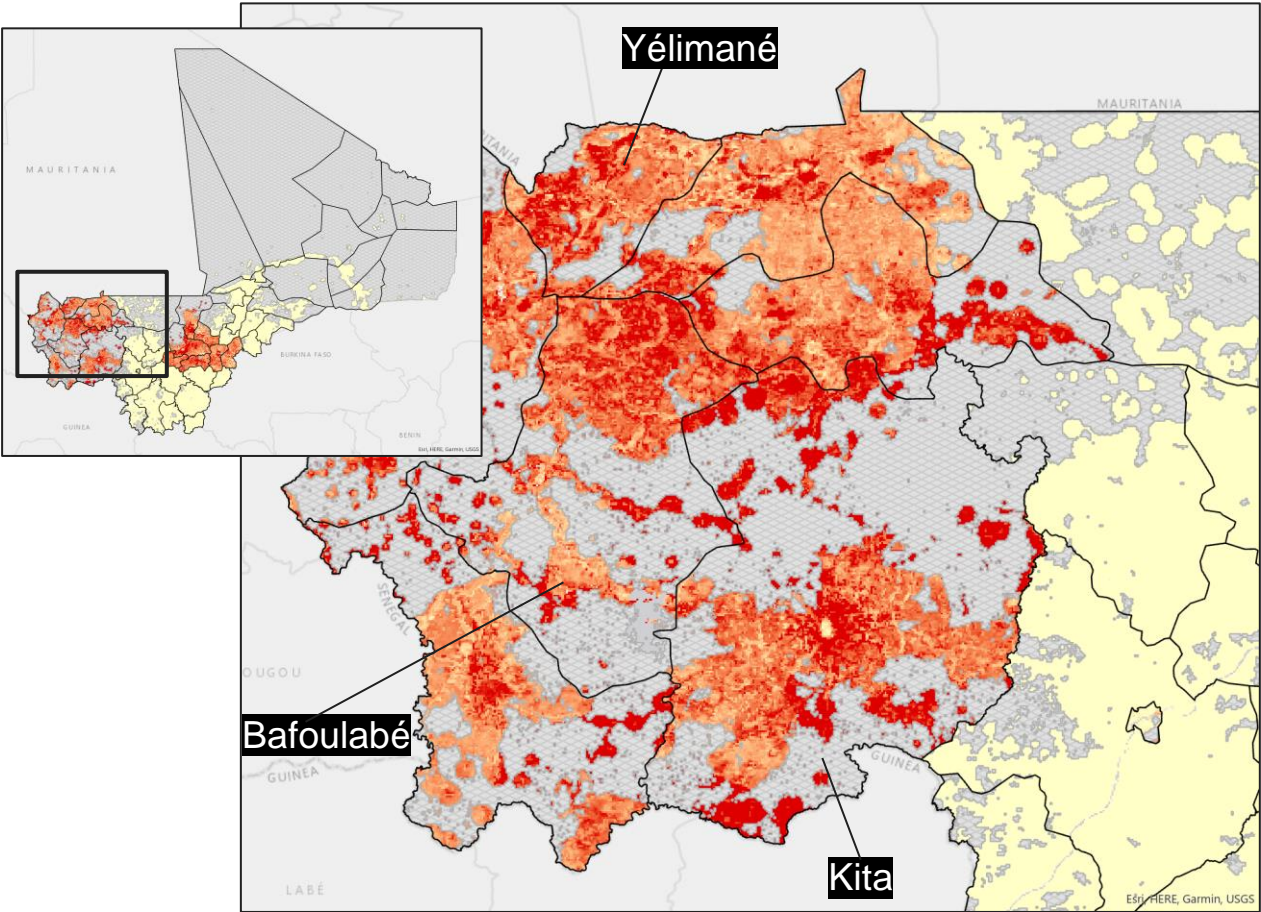 Yélimané
MAURITANIA
MAURITANIA
ITANIA
BURKINA FASO
GUINEA
BENIN
Esri, HERE, Garmin, USGS
SENEGAL
OUGOU
Bafoulabé
GUINEA
GUINEA
Kita
LABÉ
Esri, HERE, Garmin, USGS